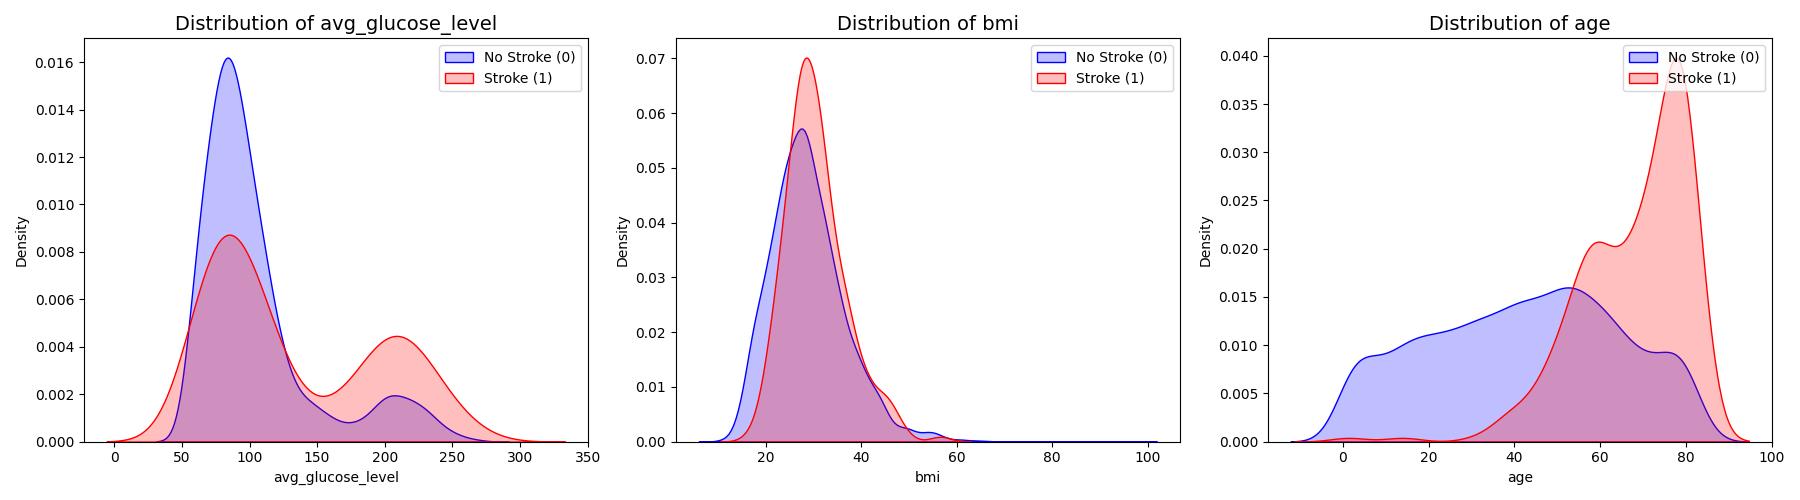 Distribution of avg_glucose_level
No Stroke (0)
Stroke (1)
0.016
0.014
0.012
0.010
0.008
0.006
0.004
0.002
0.000
Density
0 50 100 150 200 250 300 350
avg_glucose_level
Distribution of bmi
No Stroke (0)
Stroke (1)
0.07
0.06
0.05
0.04
0.03
0.02
0.01
0.00
Density
20 40 60 80 100
bmi
Distribution of age
No Stroke (0)
Stroke (1)
0.040
0.035
0.030
0.025
0.020
0.015
0.010
0.005
0.000
Density
0 20 40 60 80 100
age